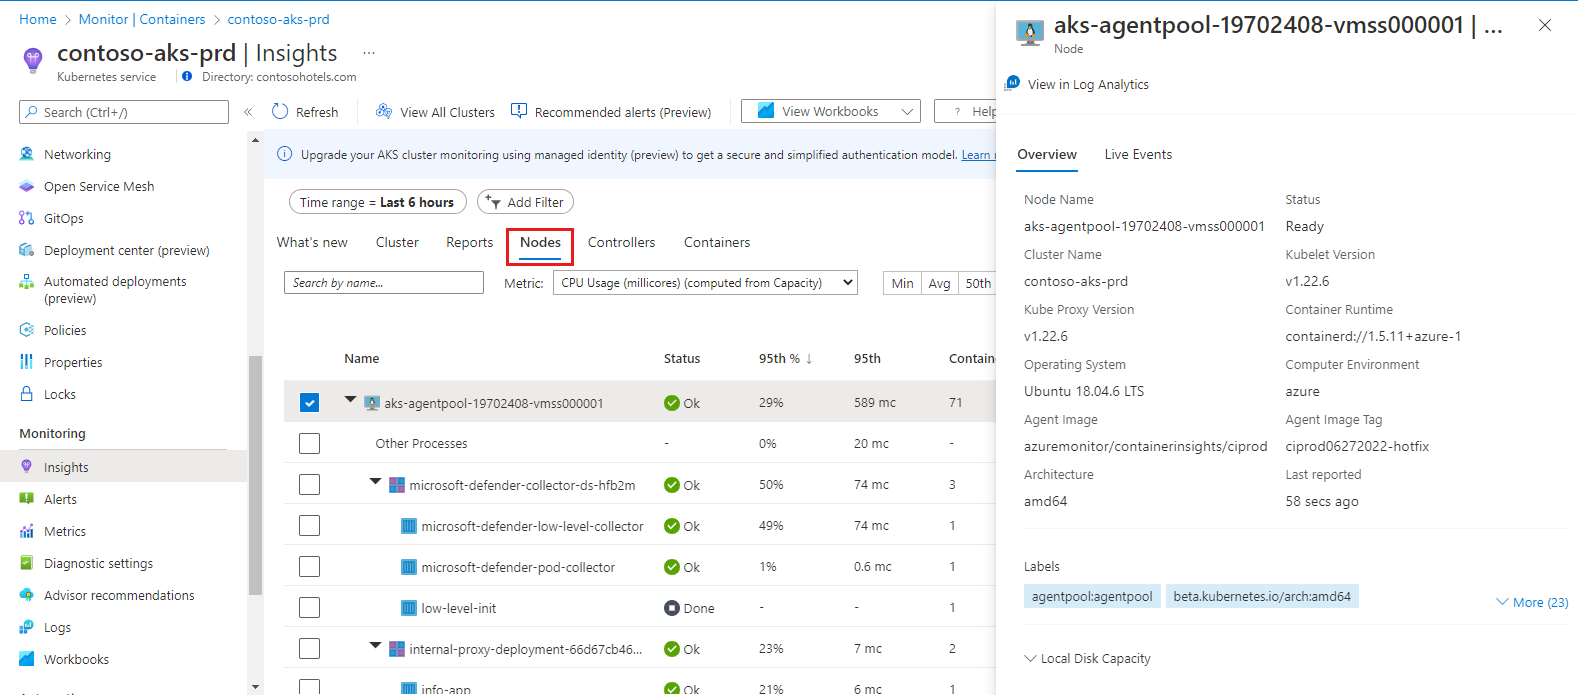 Home > Monitor | Containers > contoso-aks-prd
contoso-aks-prd | Insights ...
Kubernetes service
Directory: contosohotels.com
Search (Ctrl+/)
«
Networking
Open Service Mesh
GitOps
Deployment center (preview)
Automated deployments
(preview)
Policies
Properties
Locks
Monitoring
Insights
Alerts
Metrics
Diagnostic settings
Advisor recommendations
Logs
Workbooks
Refresh
View All Clusters
Recommended alerts (Preview)
View Workbooks
? Help
Upgrade your AKS cluster monitoring using managed identity (preview) to get a secure and simplified authentication model. Learn
Time range = Last 6 hours
Add Filter
What's new Cluster Reports Nodes Controllers Containers
Search by name...
Metric: CPU Usage (millicores) (computed from Capacity)
Min Avg 50th
Name Status 95th % ↓ 95th Containe
aks-agentpool-19702408-vmss000001 Ok 29% 589 mc 71
Other Processes - 0% 20 mc -
microsoft-defender-collector-ds-hfb2m Ok 50% 74 mc 3
microsoft-defender-low-level-collector Ok 49% 74 mc 1
microsoft-defender-pod-collector Ok 1% 0.6 mc 1
low-level-init Done - - 1
internal-proxy-deployment-66d67cb46... Ok 23% 7 mc 2
info-app Ok 21% 6 mc 1
aks-agentpool-19702408-vmss000001 | ...
Node
View in Log Analytics
Overview Live Events
Node Name Status
aks-agentpool-19702408-vmss000001 Ready
Cluster Name Kubelet Version
contoso-aks-prd v1.22.6
Kube Proxy Version Container Runtime
v1.22.6 containerd://1.5.11+azure-1
Operating System Computer Environment
Ubuntu 18.04.6 LTS azure
Agent Image Agent Image Tag
azuremonitor/containerinsights/ciprod ciprod06272022-hotfix
Architecture Last reported
amd64 58 secs ago
Labels
agentpool:agentpool beta.kubernetes.io/arch:amd64
More (23)
Local Disk Capacity